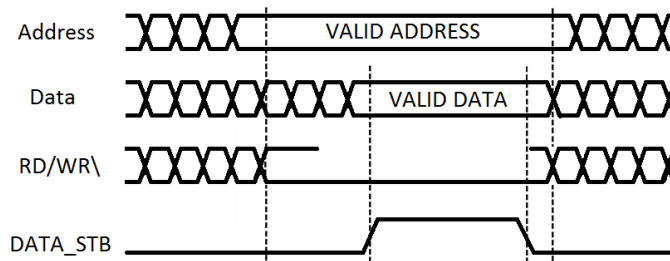 Address
VALID ADDRESS
Data
VALID DATA
RD/WR\
DATA_STB